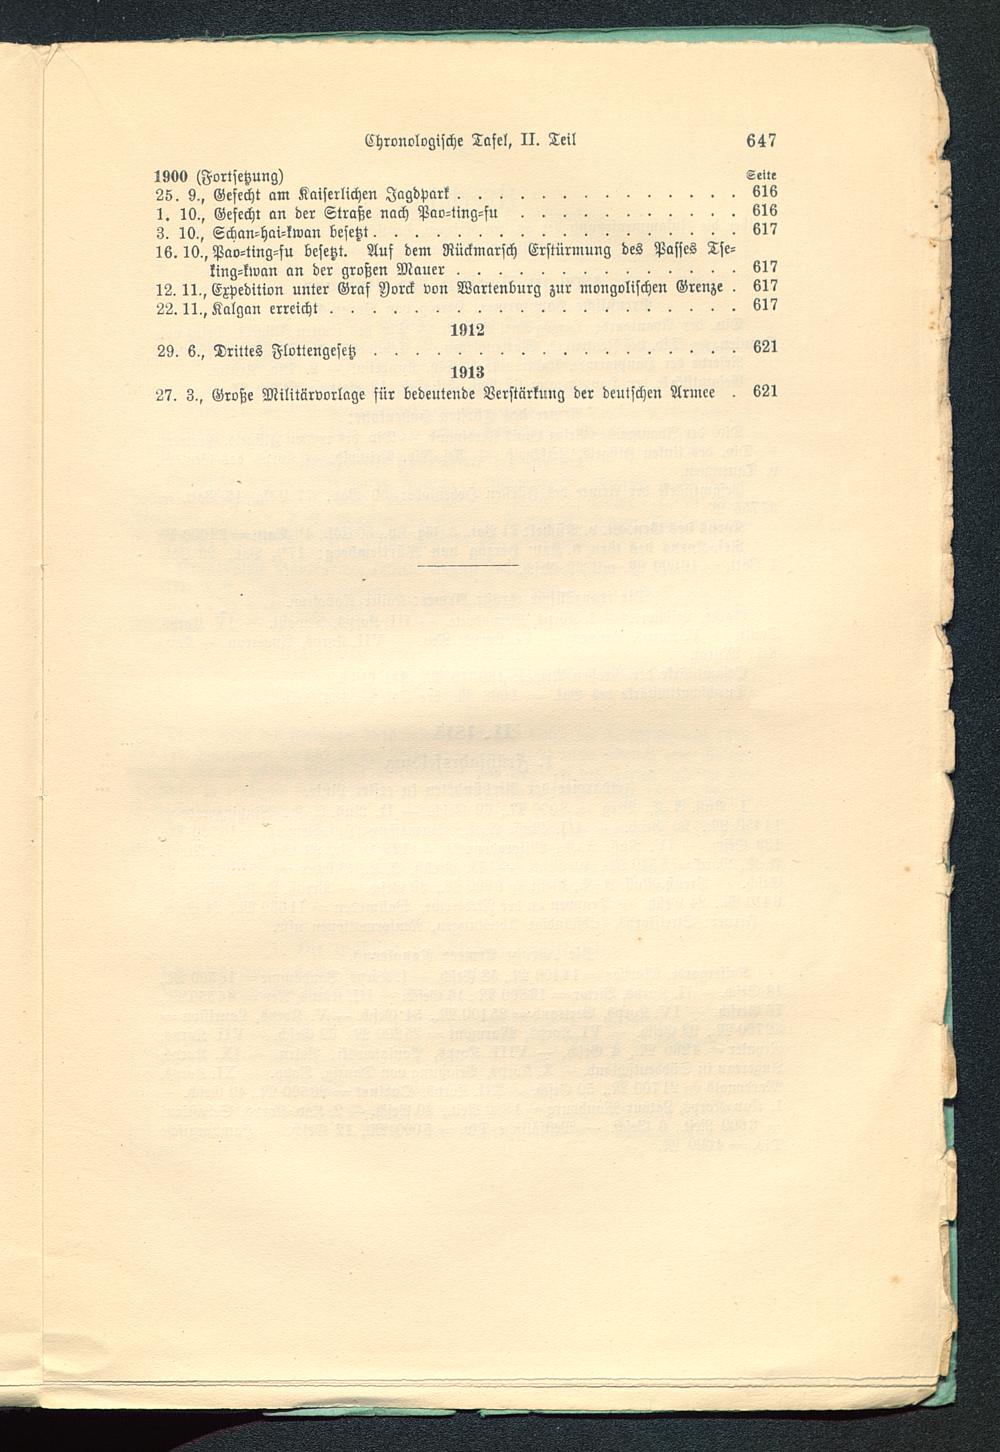 Chronologische Tafel, II. Teil 647
1900 (Fortsetzung) Seite
25. 9., Gefecht am Kaiserlichen Jagdpark . . . . . . . . . . . . . . . 616
1. 10., Gefecht an der Straße nach Pao-ting-fu . . . . . . . . . . . . 616
3. 10., Schan-hai-kwan besetzt . . . . . . . . . . . . . . . . . . . 617
16. 10., Pao-ting-fu besetzt. Auf dem Rückmarsch Erstürmung des Passes Tse-
king-kwan an der großen Mauer . . . . . . . . . . . . . . . 617
12. 11., Expedition unter Graf Yorck von Wartenburg zur mongolischen Grenze . 617
22. 11., Kalgan erreicht . . . . . . . . . . . . . . . . . . . . . . 617
1912
29. 6., Drittes Flottengesetz . . . . . . . . . . . . . . . . . . . 621
1913
27. 3., Große Militärvorlage für bedeutende Verstärkung der deutschen Armee . 621